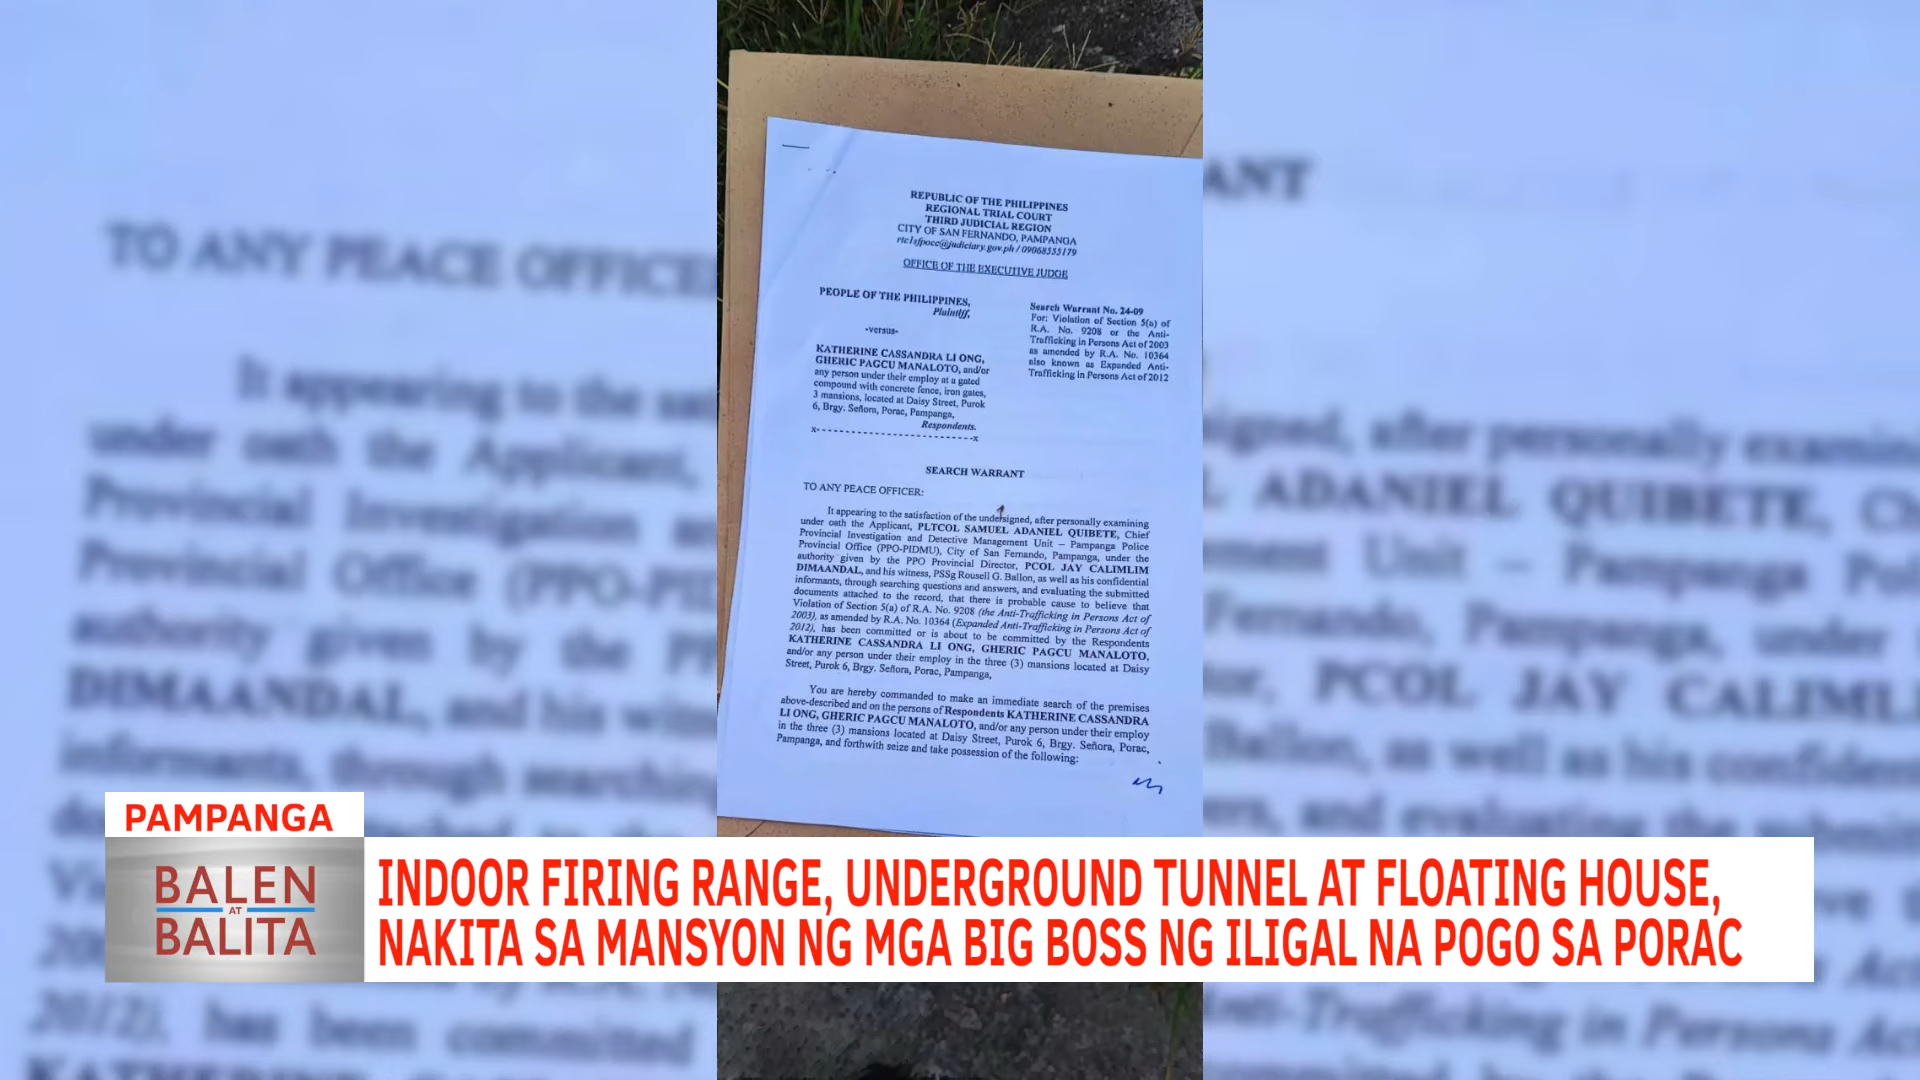 REPUBLIC OF THE PHILIPPINES
REGIONAL TRIAL COURT
THIRD JUDICIAL REGION
CITY OF SAN FERNANDO, PAMPANGA
rtc1sfpocc@judiciary.gov.ph / 09068555179
OFFICE OF THE EXECUTIVE JUDGE
PEOPLE OF THE PHILIPPINES,
Plaintiff,
-versus-
KATHERINE CASSANDRA LI ONG,
GHERIC PAGCU MANALOTO, and/or
any person under their employ at a gated
compound with concrete fence, iron gates,
3 mansions, located at Daisy Street, Purok
6, Brgy. Señora, Porac, Pampanga,
Respondents.
x- - - - - - - - - - - - - - - - - - - - - - - - - - -x
Search Warrant No. 24-09
For: Violation of Section 5(a) of
R.A. No. 9208 or the Anti-
Trafficking in Persons Act of 2003
as amended by R.A. No. 10364
also known as Expanded Anti-
Trafficking in Persons Act of 2012
SEARCH WARRANT
TO ANY PEACE OFFICER:
It appearing to the satisfaction of the undersigned, after personally examining
under oath the Applicant, PLTCOL SAMUEL ADANIEL QUIBETE, Chief
Provincial Investigation and Detective Management Unit – Pampanga Police
Provincial Office (PPO-PIDMU), City of San Fernando, Pampanga, under the
authority given by the PPO Provincial Director, PCOL JAY CALIMLIM
DIMAANDAL, and his witness, PSSg Rousell G. Ballon, as well as his confidential
informants, through searching questions and answers, and evaluating the submitted
documents attached to the record, that there is probable cause to believe that
Violation of Section 5(a) of R.A. No. 9208 (the Anti-Trafficking in Persons Act of
2003), as amended by R.A. No. 10364 (Expanded Anti-Trafficking in Persons Act of
2012), has been committed or is about to be committed by the Respondents
KATHERINE CASSANDRA LI ONG, GHERIC PAGCU MANALOTO,
and/or any person under their employ in the three (3) mansions located at Daisy
Street, Purok 6, Brgy. Señora, Porac, Pampanga,
You are hereby commanded to make an immediate search of the premises
above-described and on the persons of Respondents KATHERINE CASSANDRA
LI ONG, GHERIC PAGCU MANALOTO, and/or any person under their employ
in the three (3) mansions located at Daisy Street, Purok 6, Brgy. Señora, Porac,
Pampanga, and forthwith seize and take possession of the following:
PAMPANGA
BALEN
AT
BALITA
INDOOR FIRING RANGE, UNDERGROUND TUNNEL AT FLOATING HOUSE,
NAKITA SA MANSYON NG MGA BIG BOSS NG ILIGAL NA POGO SA PORAC